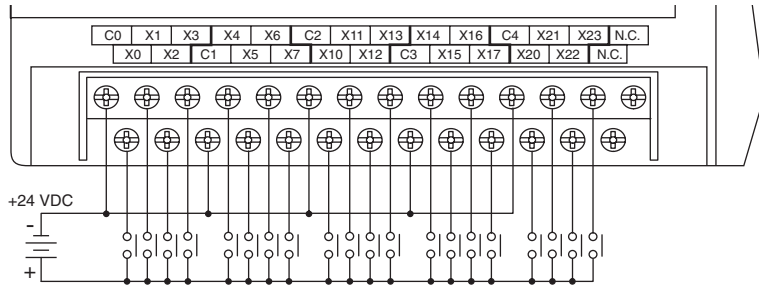 C0 X1 X3 X4 X6 C2 X11 X13 X14 X16 C4 X21 X23 N.C.
X0 X2 C1 X5 X7 X10 X12 C3 X15 X17 X20 X22 N.C.
+24 VDC
-
+